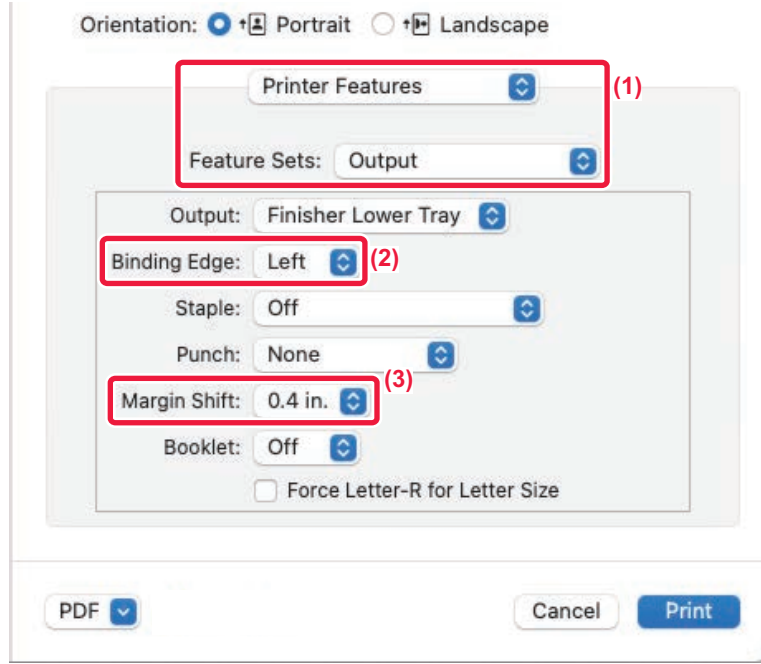 Orientation: Portrait Landscape
Printer Features (1)
Feature Sets: Output
Output: Finisher Lower Tray
Binding Edge: Left (2)
Staple: Off
Punch: None
(3)
Margin Shift: 0.4 in.
Booklet: Off
Force Letter-R for Letter Size
PDF Cancel Print